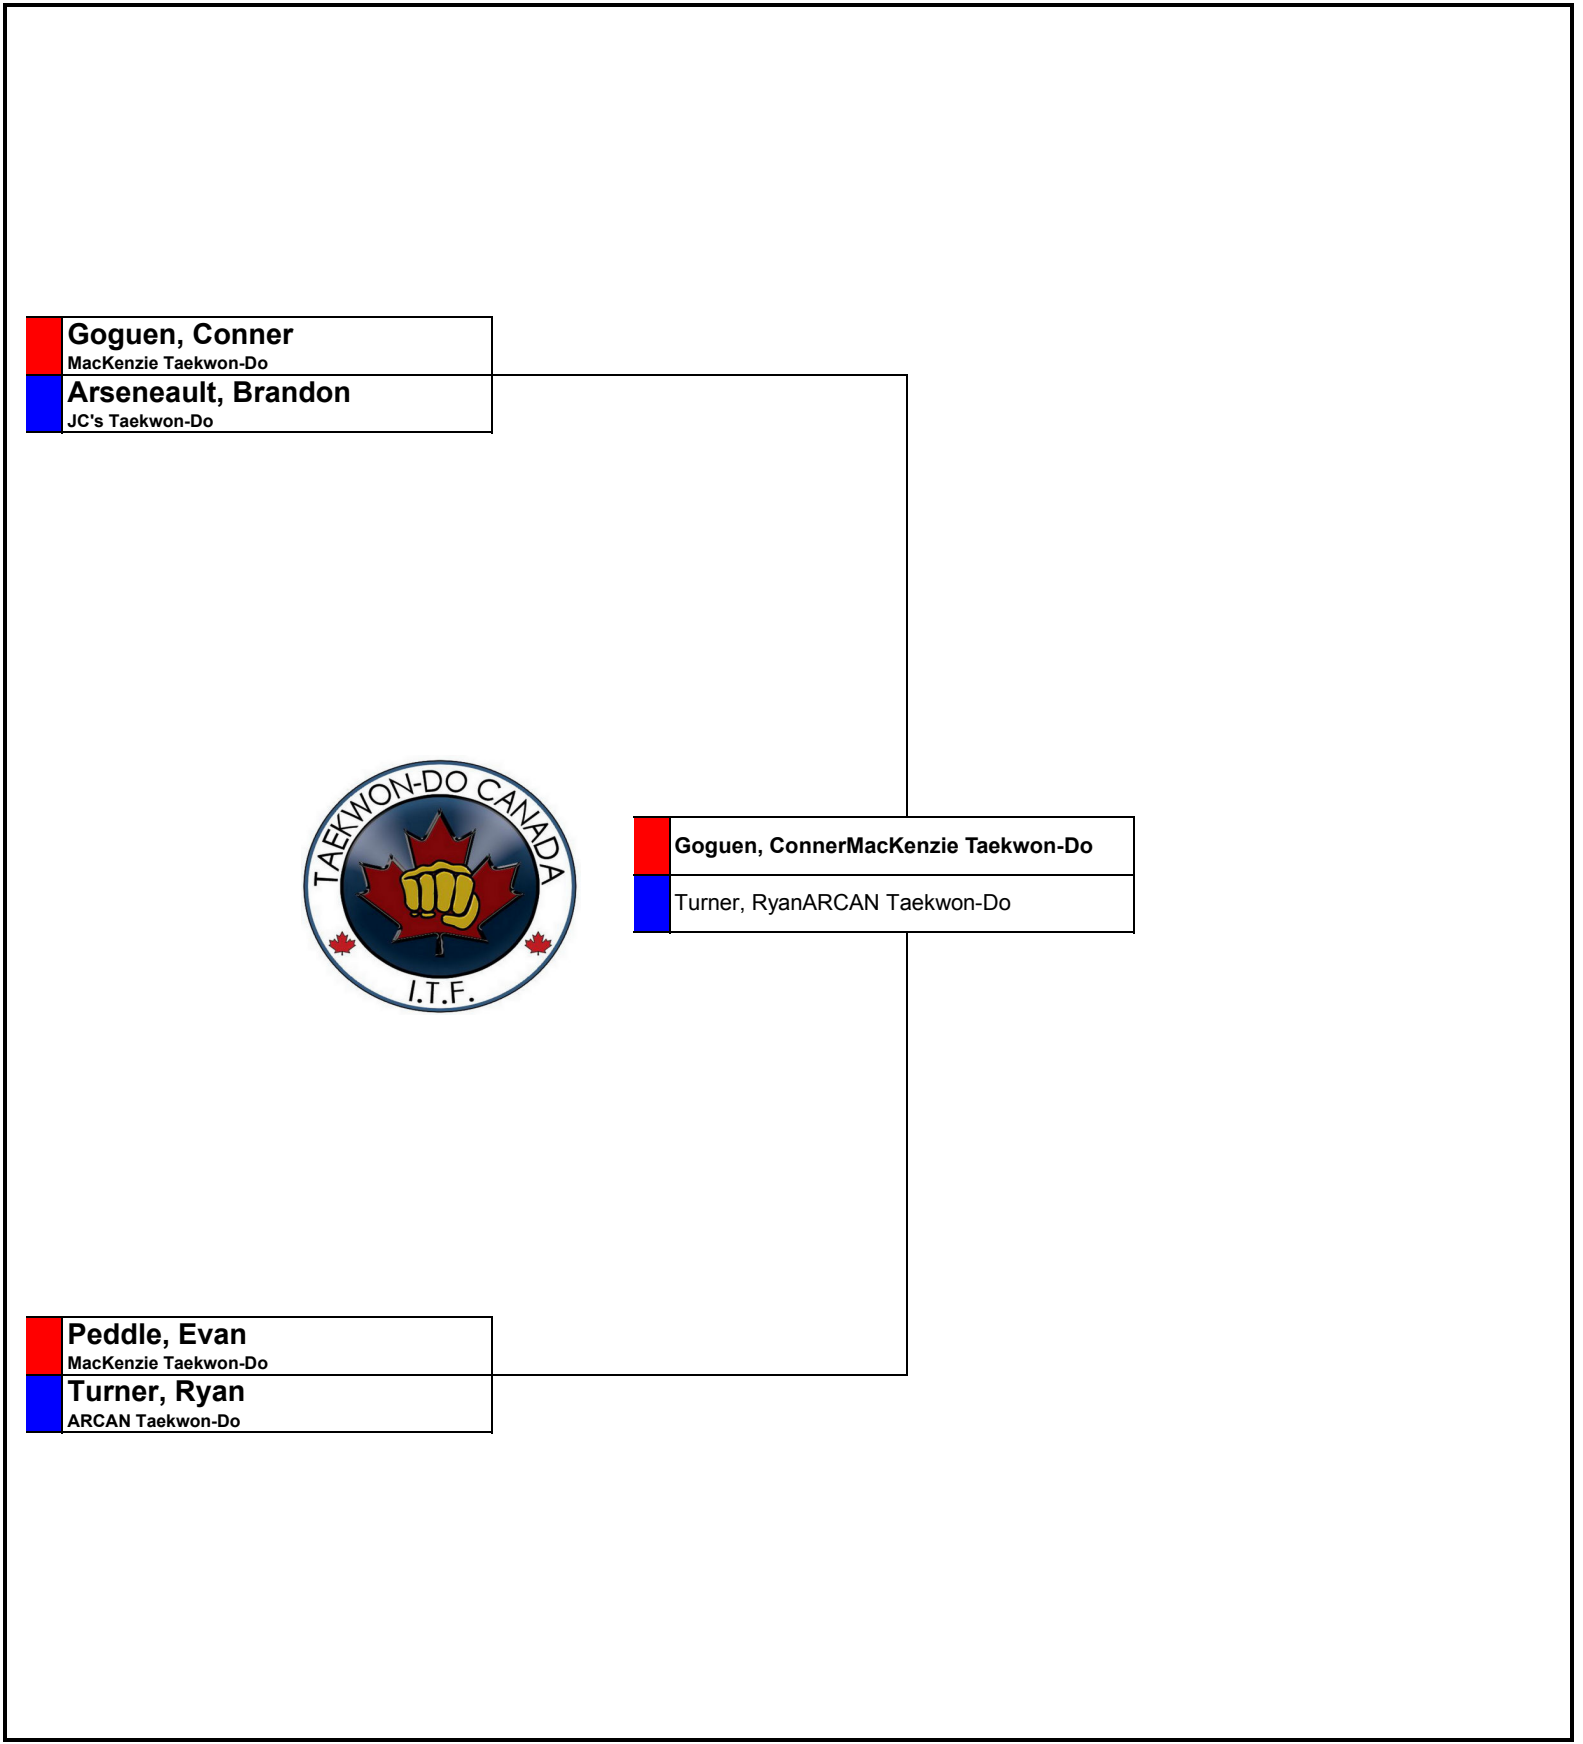 Goguen, Conner
MacKenzie Taekwon-Do
Arseneault, Brandon
JC's Taekwon-Do
TAEKWON-DO CANADA
I.T.F.
Goguen, ConnerMacKenzie Taekwon-Do
Turner, RyanARCAN Taekwon-Do
Peddle, Evan
MacKenzie Taekwon-Do
Turner, Ryan
ARCAN Taekwon-Do